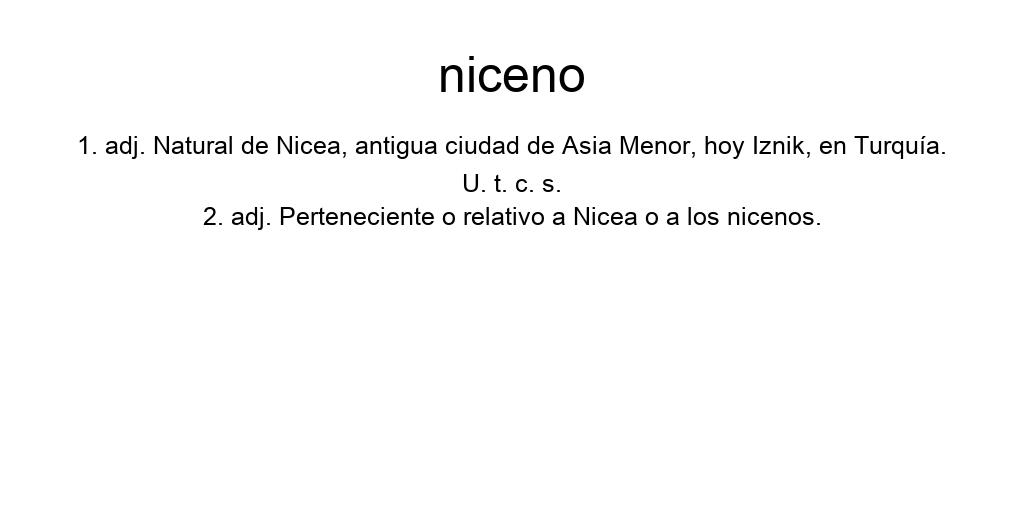 niceno
1. adj. Natural de Nicea, antigua ciudad de Asia Menor, hoy Iznik, en Turquía.
U. t. c. s.
2. adj. Perteneciente o relativo a Nicea o a los nicenos.